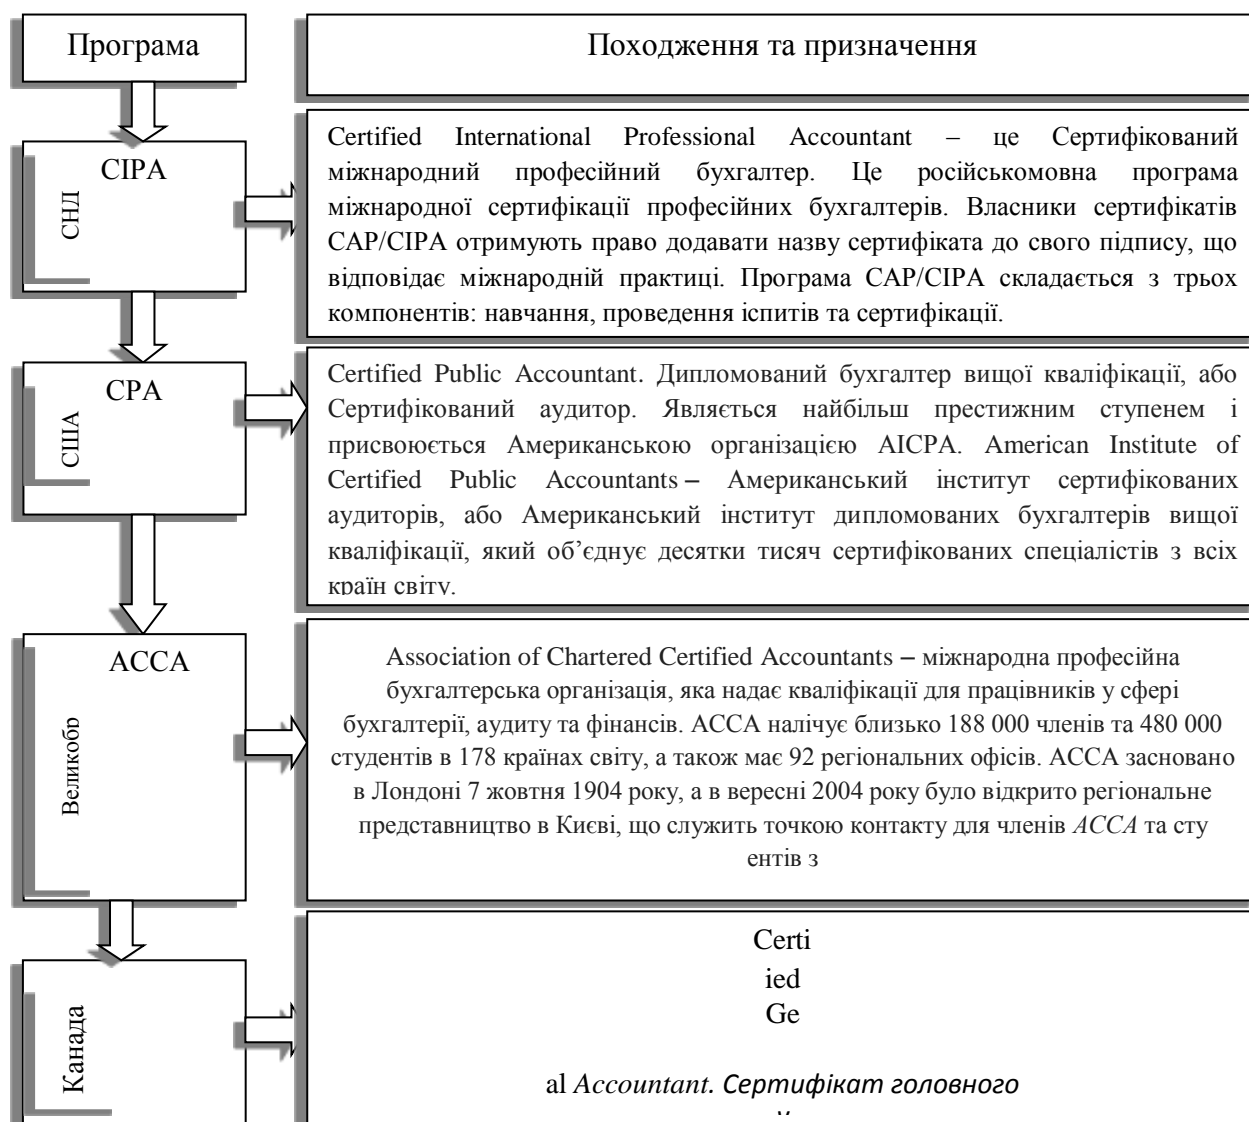 Програма
Походження та призначення
CIPA
СНД
Certified International Professional Accountant – це Сертифікований
міжнародний професійний бухгалтер. Це російськомовна програма
міжнародної сертифікації професійних бухгалтерів. Власники сертифікатів
CAP/CIPA отримують право додавати назву сертифіката до свого підпису, що
відповідає міжнародній практиці. Програма CAP/CIPA складається з трьох
компонентів: навчання, проведення іспитів та сертифікації.
CPA
США
Certified Public Accountant. Дипломований бухгалтер вищої кваліфікації, або
Сертифікований аудитор. Являється найбільш престижним ступенем і
присвоюється Американською організацією AICPA. American Institute of
Certified Public Accountants – Американський інститут сертифікованих
аудиторів, або Американський інститут дипломованих бухгалтерів вищої
кваліфікації, який об’єднує десятки тисяч сертифікованих спеціалістів з всіх
країн світу.
ACCA
Великобр
Association of Chartered Certified Accountants – міжнародна професійна
бухгалтерська організація, яка надає кваліфікації для працівників у сфері
бухгалтерії, аудиту та фінансів. АССА налічує близько 188 000 членів та 480 000
студентів в 178 країнах світу, а також має 92 регіональних офісів. АССА засновано
в Лондоні 7 жовтня 1904 року, а в вересні 2004 року було відкрито регіональне
представництво в Києві, що служить точкою контакту для членів ACCA та сту
ентів з
Канада
Certi
ied
Ge
al Accountant. Сертифікат головного